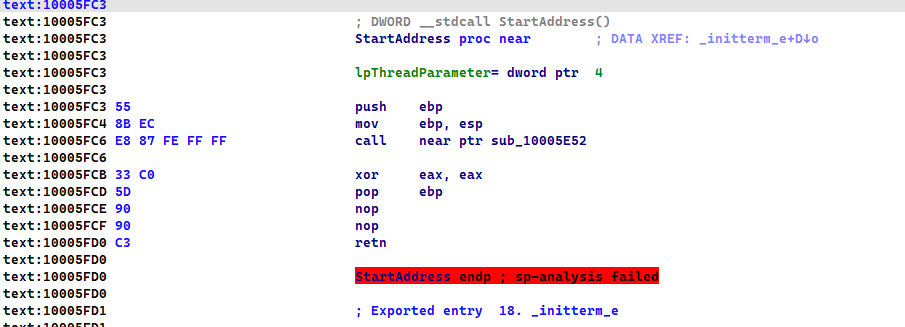 text:10005FC3
text:10005FC3 ; DWORD __stdcall StartAddress()
text:10005FC3 StartAddress proc near ; DATA XREF: _initterm_e+D↓o
text:10005FC3
text:10005FC3 lpThreadParameter= dword ptr 4
text:10005FC3
text:10005FC3 55 push ebp
text:10005FC4 8B EC mov ebp, esp
text:10005FC6 E8 87 FE FF FF call near ptr sub_10005E52
text:10005FC6
text:10005FCB 33 C0 xor eax, eax
text:10005FCD 5D pop ebp
text:10005FCE 90 nop
text:10005FCF 90 nop
text:10005FD0 C3 retn
text:10005FD0
text:10005FD0 StartAddress endp ; sp-analysis failed
text:10005FD0
text:10005FD1 ; Exported entry 18. _initterm_e
text:10005FD1